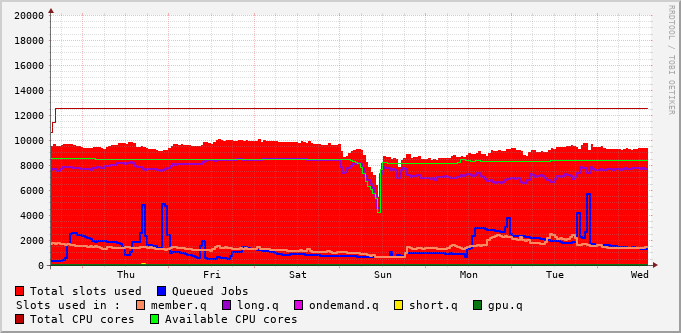 20000
18000
16000
14000
12000
10000
8000
6000
4000
2000
0
Thu Fri Sat Sun Mon Tue Wed
Total slots used Queued Jobs
Slots used in : member.q long.q ondemand.q short.q gpu.q
Total CPU cores Available CPU cores
RRDTOOL / TOBI OETIKER